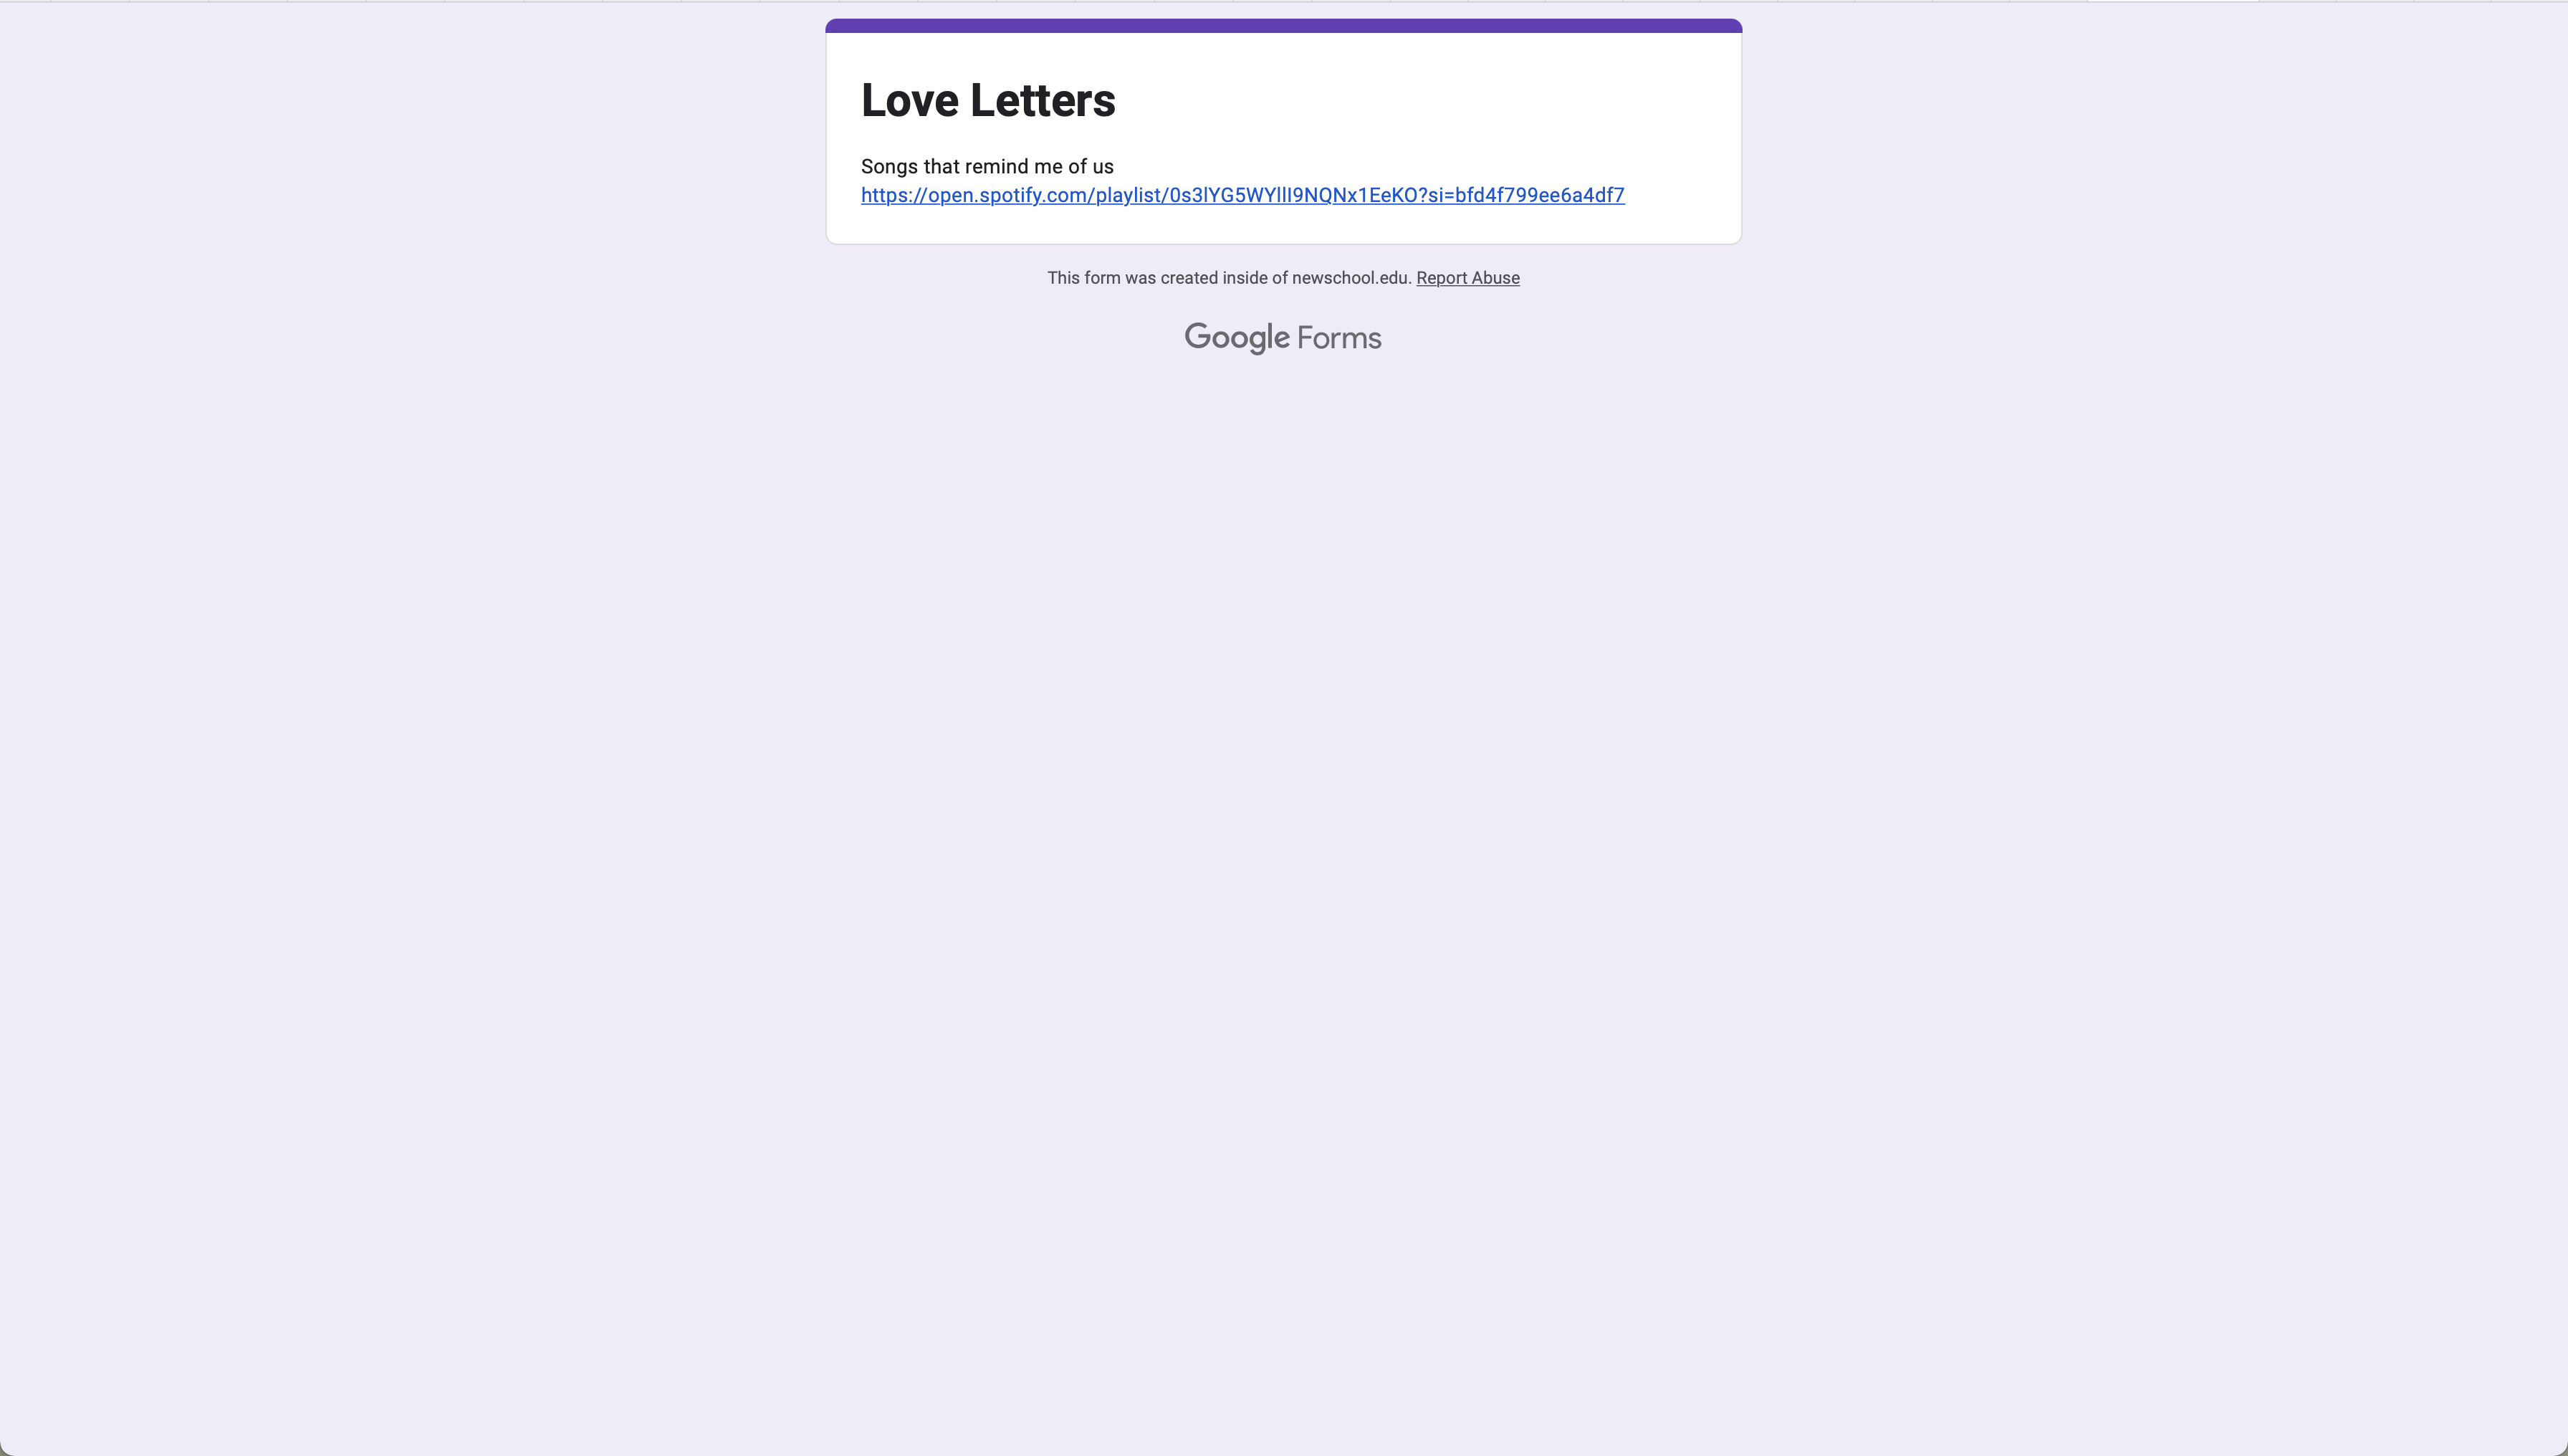 Love Letters
Songs that remind me of us
https://open.spotify.com/playlist/0s3lYG5WYllI9NQNx1EeKO?si=bfd4f799ee6a4df7
This form was created inside of newschool.edu. Report Abuse
Google Forms